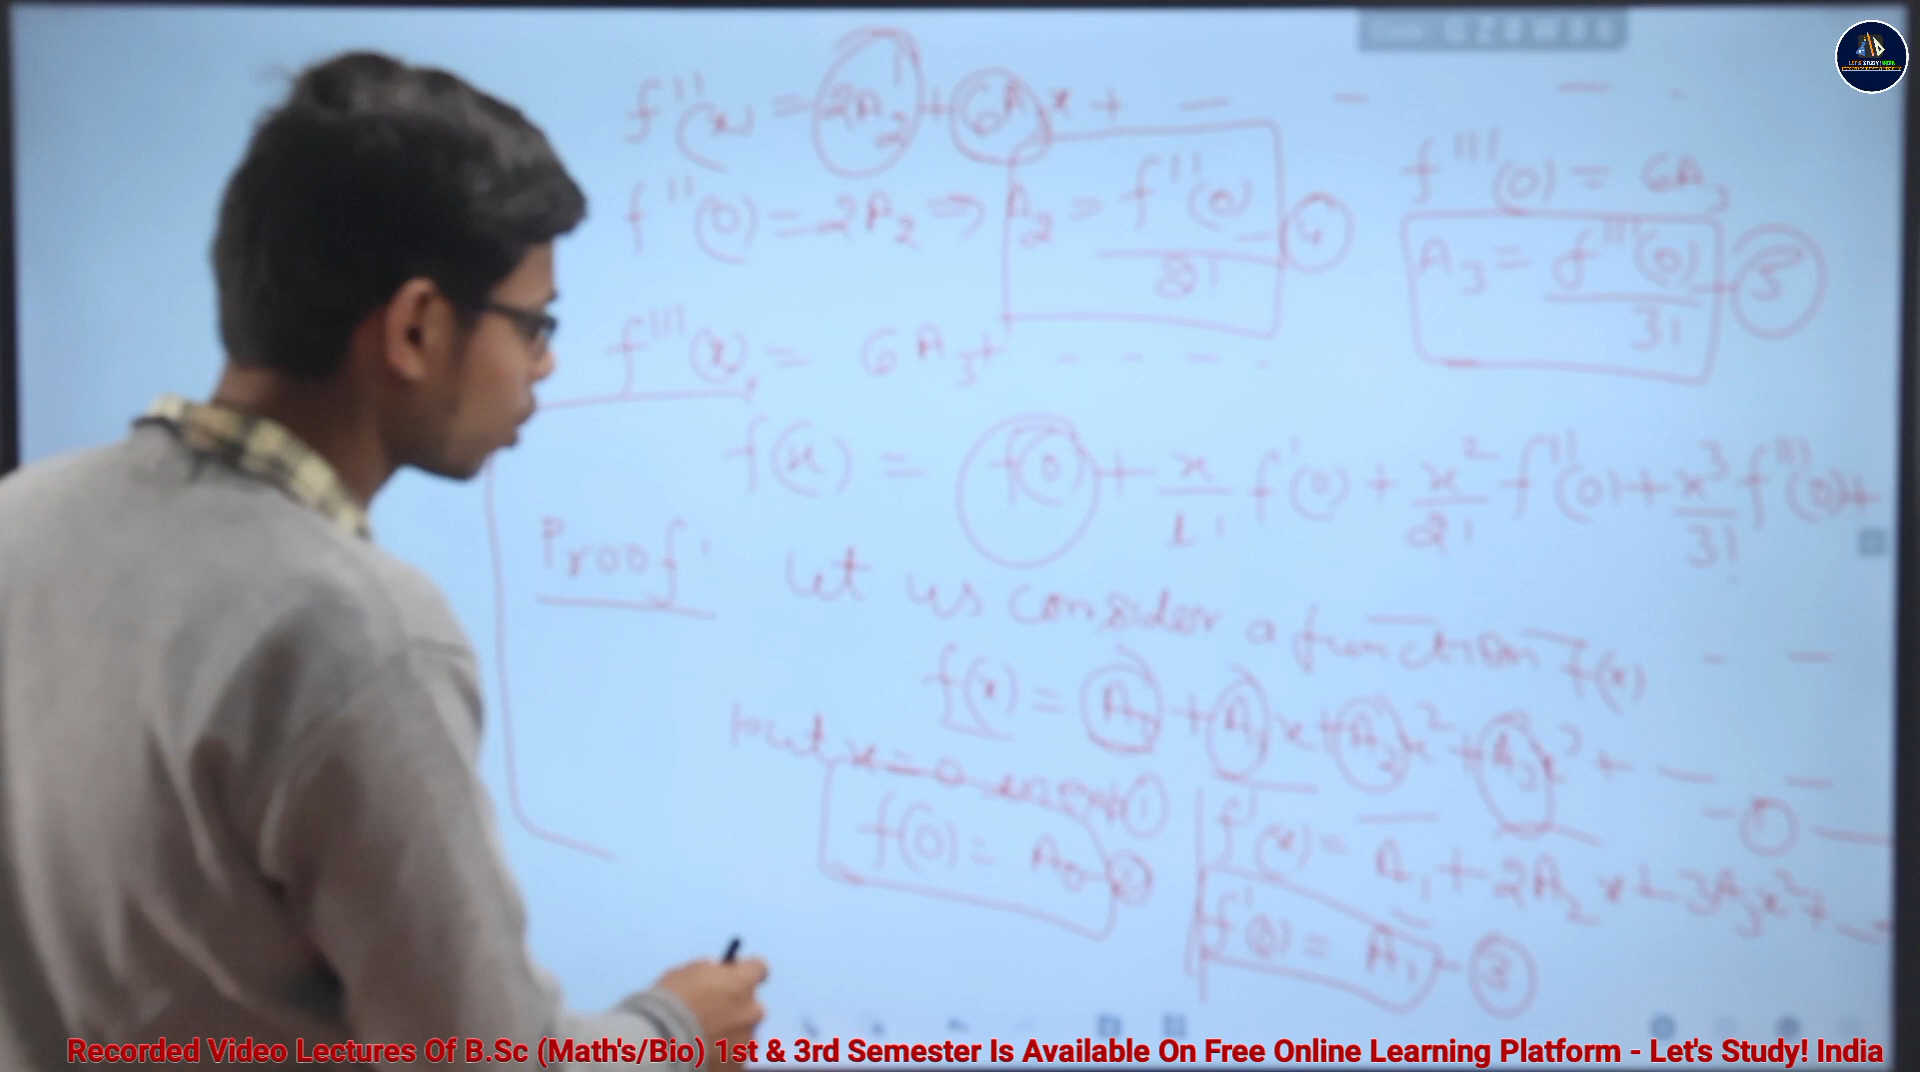 f''(x) = 2A₂ + 6A₃x + — — — -
f'''(0) = 6A₃
f''(0) = 2A₂ ⇒ A₂ = f''(0)/2! — ④
A₃ = f'''(0)/3! — ⑤
f'''(x) = 6A₃ + - - - -
f(x) = f(0) + x/1! f'(0) + x²/2! f''(0) + x³/3! f'''(0) +
Proof: Let us consider a function f(x)
f(x) = A₀ + A₁x + A₂x² + A₃x³ + — — - ①
put x = 0 in eqn ①
f(0) = A₀ — ②
f'(x) = A₁ + 2A₂x + 3A₃x² + - -
f'(0) = A₁ — ③
LET'S STUDY! INDIA
Recorded Video Lectures Of B.Sc (Math's/Bio) 1st & 3rd Semester Is Available On Free Online Learning Platform - Let's Study! India